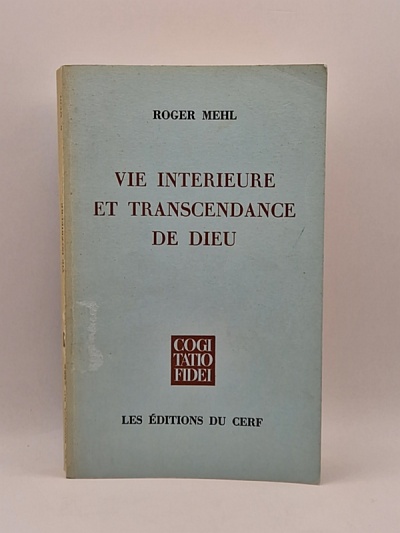 ROGER MEHL
VIE INTERIEURE
ET TRANSCENDANCE
DE DIEU
COGI
TATIO
FIDEI
LES ÉDITIONS DU CERF